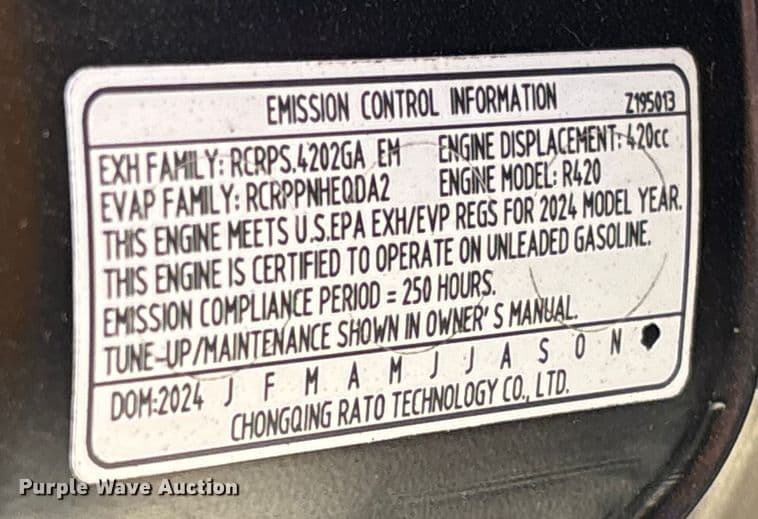 EMISSION CONTROL INFORMATION Z195013
EXH FAMILY: RCRPS.4202GA EM ENGINE DISPLACEMENT: 420cc
EVAP FAMILY: RCRPPNHEQDA2 ENGINE MODEL: R420
THIS ENGINE MEETS U.S.EPA EXH/EVP REGS FOR 2024 MODEL YEAR.
THIS ENGINE IS CERTIFIED TO OPERATE ON UNLEADED GASOLINE.
EMISSION COMPLIANCE PERIOD = 250 HOURS.
TUNE-UP/MAINTENANCE SHOWN IN OWNER'S MANUAL.
DOM:2024 J F M A M J J A S O N
CHONGQING RATO TECHNOLOGY CO., LTD.
Purple Wave Auction